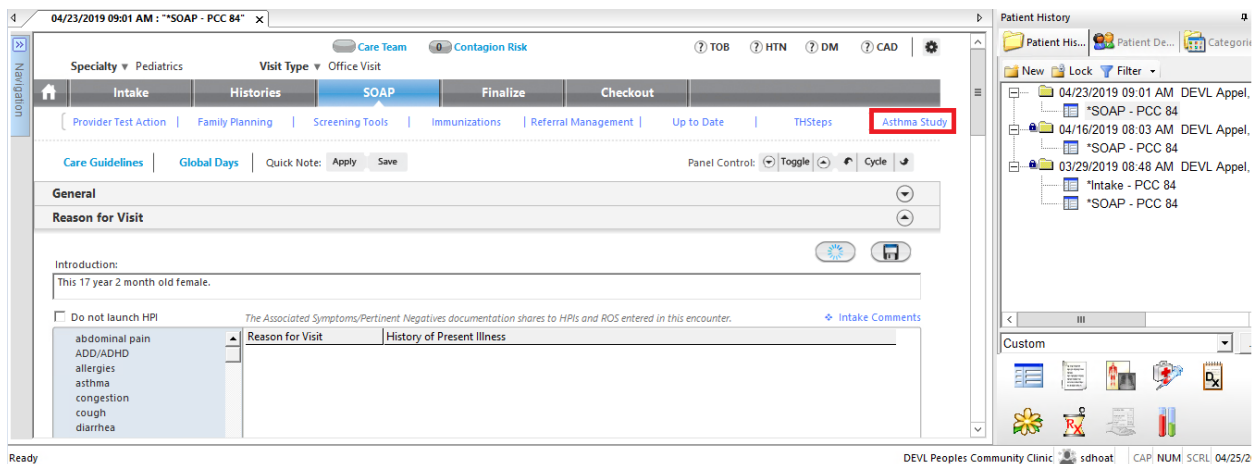 04/23/2019 09:01 AM : "*SOAP - PCC 84" x
Navigation
Care Team 0 Contagion Risk ? TOB ? HTN ? DM ? CAD
Specialty Pediatrics Visit Type Office Visit
Intake Histories SOAP Finalize Checkout
Provider Test Action | Family Planning | Screening Tools | Immunizations | Referral Management | Up to Date | THSteps Asthma Study
Care Guidelines | Global Days | Quick Note: Apply Save Panel Control: Toggle Cycle
General
Reason for Visit
Introduction:
This 17 year 2 month old female.
Do not launch HPI The Associated Symptoms/Pertinent Negatives documentation shares to HPIs and ROS entered in this encounter. Intake Comments
Reason for Visit History of Present Illness
abdominal pain
ADD/ADHD
allergies
asthma
congestion
cough
diarrhea
Patient History
Patient His... Patient De... Categorie
New Lock Filter
04/23/2019 09:01 AM DEVL Appel,
*SOAP - PCC 84
04/16/2019 08:03 AM DEVL Appel,
*SOAP - PCC 84
03/29/2019 08:48 AM DEVL Appel,
*Intake - PCC 84
*SOAP - PCC 84
Custom
Dx
Rx
Ready DEVL Peoples Community Clinic sdhoat CAP NUM SCRL 04/25/2